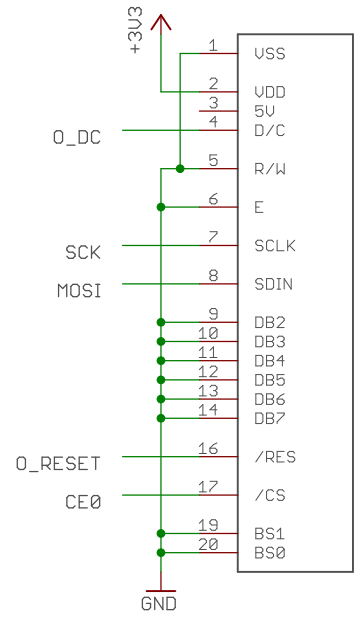 +3V3
1 VSS
2 VDD
3 5V
O_DC 4 D/C
5 R/W
6 E
SCK 7 SCLK
MOSI 8 SDIN
9 DB2
10 DB3
11 DB4
12 DB5
13 DB6
14 DB7
O_RESET 16 /RES
CE0 17 /CS
19 BS1
20 BS0
GND